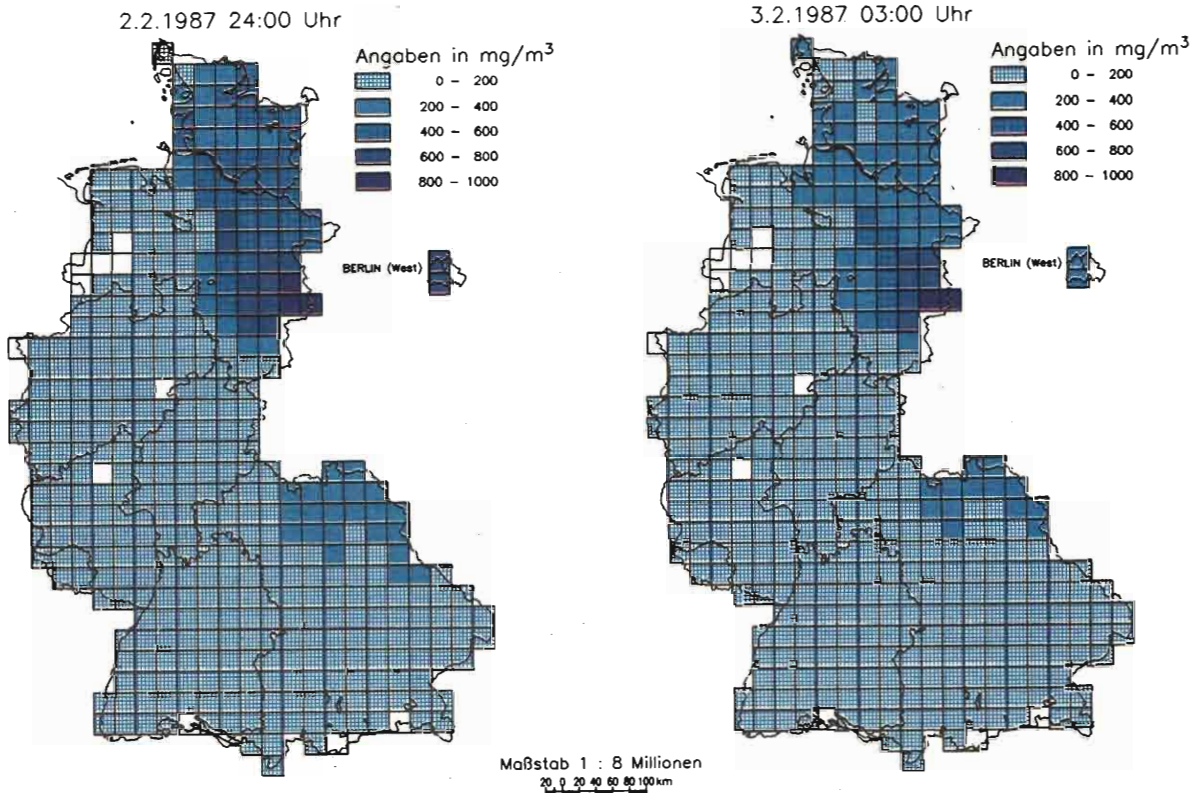 2.2.1987 24:00 Uhr
Angaben in mg/m³
0 - 200
200 - 400
400 - 600
600 - 800
800 - 1000
BERLIN (West)
3.2.1987 03:00 Uhr
Angaben in mg/m³
0 - 200
200 - 400
400 - 600
600 - 800
800 - 1000
BERLIN (West)
Maßstab 1 : 8 Millionen
20 0 20 40 60 80 100km